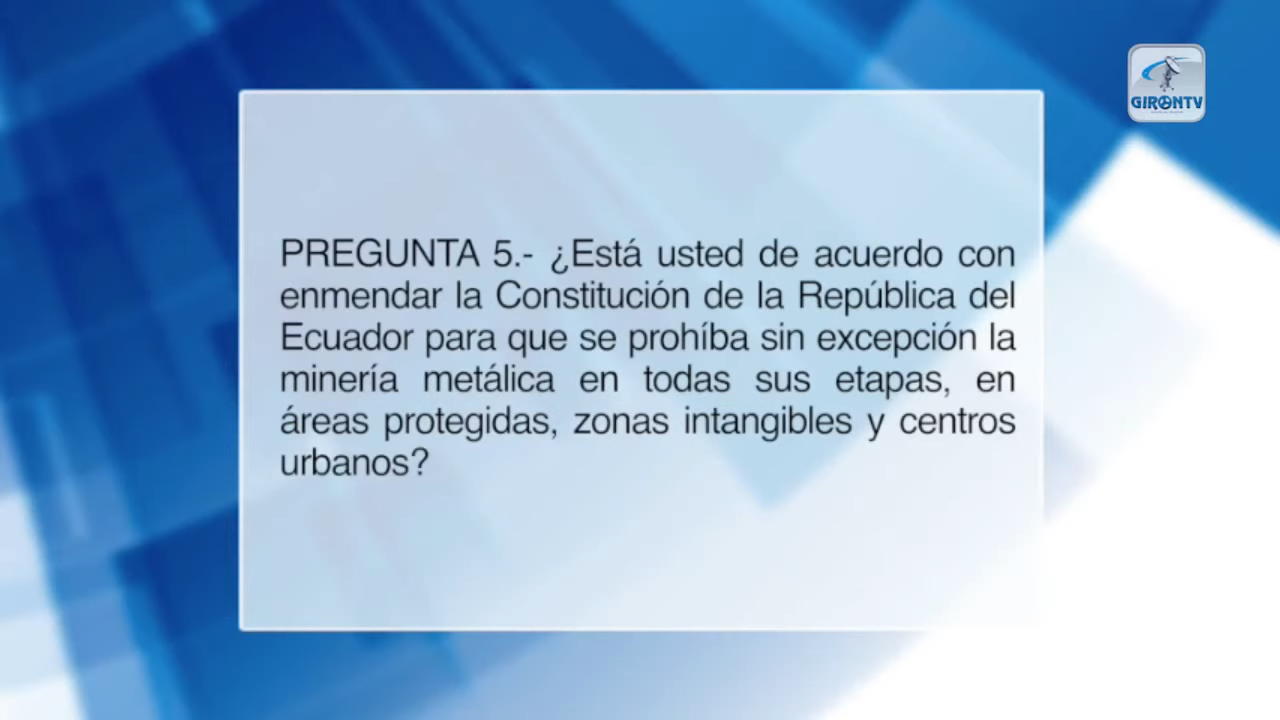 GIRONTV
PREGUNTA 5.- ¿Está usted de acuerdo con
enmendar la Constitución de la República del
Ecuador para que se prohíba sin excepción la
minería metálica en todas sus etapas, en
áreas protegidas, zonas intangibles y centros
urbanos?